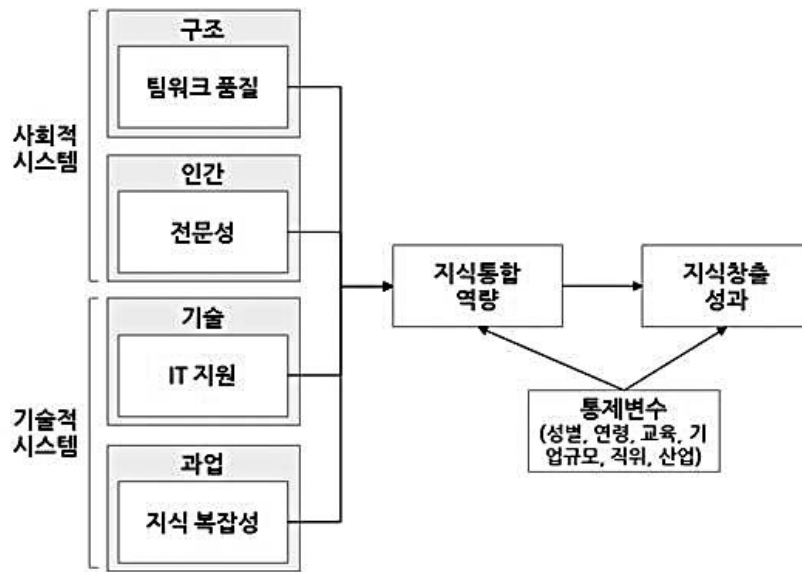 사회적
시스템
구조
팀워크 품질
인간
전문성
기술적
시스템
기술
IT 지원
과업
지식 복잡성
지식통합
역량
지식창출
성과
통제변수
(성별, 연령, 교육, 기
업규모, 직위, 산업)